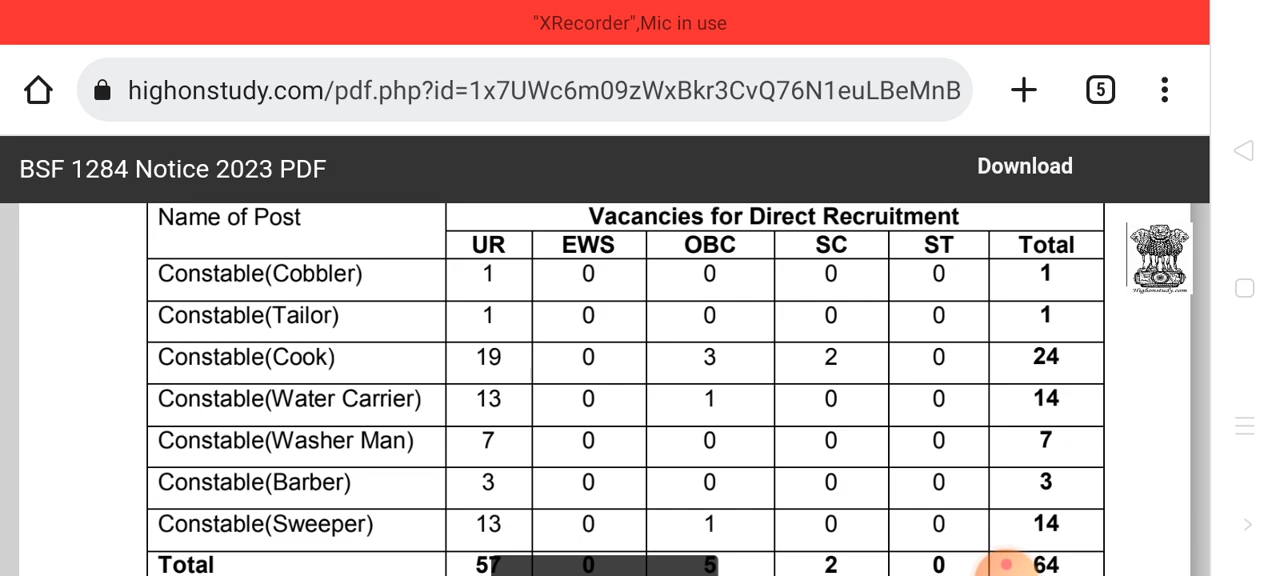 "XRecorder",Mic in use
highonstudy.com/pdf.php?id=1x7UWc6m09zWxBkr3CvQ76N1euLBeMnB
5
BSF 1284 Notice 2023 PDF Download
Name of Post Vacancies for Direct Recruitment
UR EWS OBC SC ST Total
Constable(Cobbler) 1 0 0 0 0 1
Constable(Tailor) 1 0 0 0 0 1
Constable(Cook) 19 0 3 2 0 24
Constable(Water Carrier) 13 0 1 0 0 14
Constable(Washer Man) 7 0 0 0 0 7
Constable(Barber) 3 0 0 0 0 3
Constable(Sweeper) 13 0 1 0 0 14
Total 57 0 5 2 0 64
Highonstudy.com